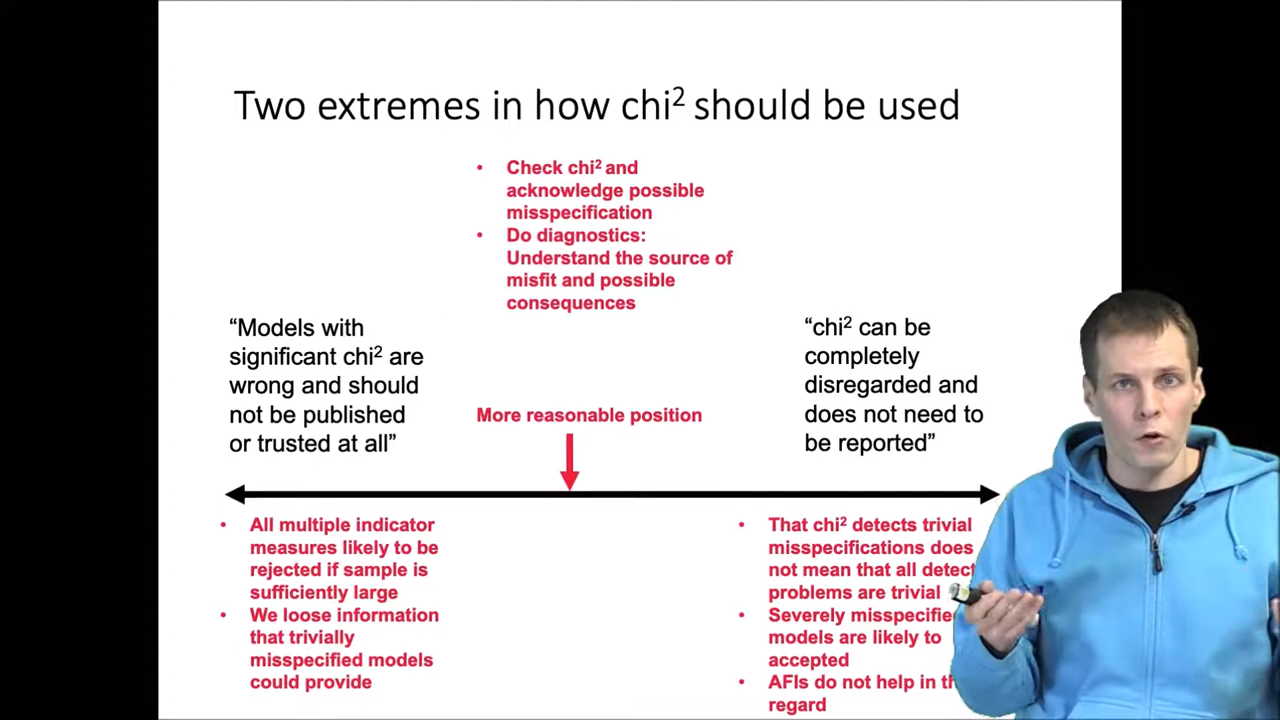 Two extremes in how chi² should be used
• Check chi² and
acknowledge possible
misspecification
• Do diagnostics:
Understand the source of
misfit and possible
consequences
“Models with
significant chi² are
wrong and should
not be published
or trusted at all”
More reasonable position
“chi² can be
completely
disregarded and
does not need to
be reported”
• All multiple indicator
measures likely to be
rejected if sample is
sufficiently large
• We loose information
that trivially
misspecified models
could provide
• That chi² detects trivial
misspecifications does
not mean that all detect
problems are trivial
• Severely misspecifie
models are likely to
accepted
• AFIs do not help in th
regard